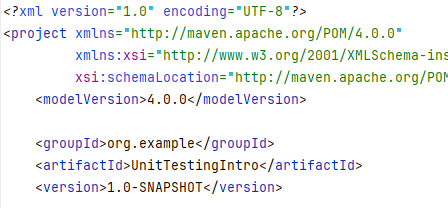 <?xml version="1.0" encoding="UTF-8"?>
<project xmlns="http://maven.apache.org/POM/4.0.0"
xmlns:xsi="http://www.w3.org/2001/XMLSchema-ins
xsi:schemaLocation="http://maven.apache.org/POM
<modelVersion>4.0.0</modelVersion>
<groupId>org.example</groupId>
<artifactId>UnitTestingIntro</artifactId>
<version>1.0-SNAPSHOT</version>